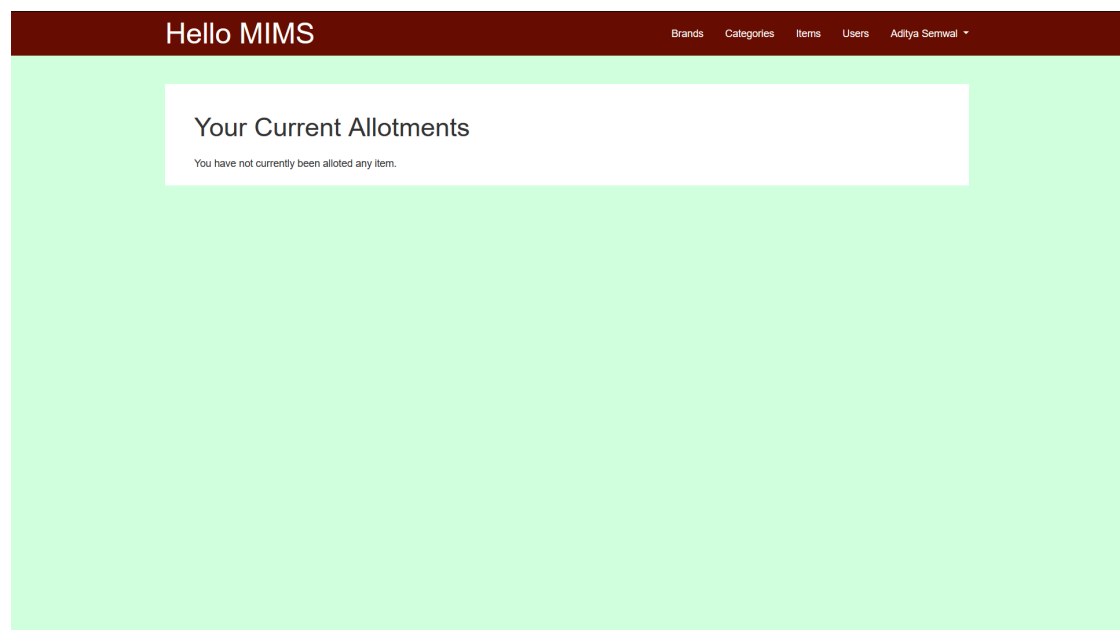 Hello MIMS
Brands Categories Items Users Aditya Semwal
Your Current Allotments
You have not currently been alloted any item.